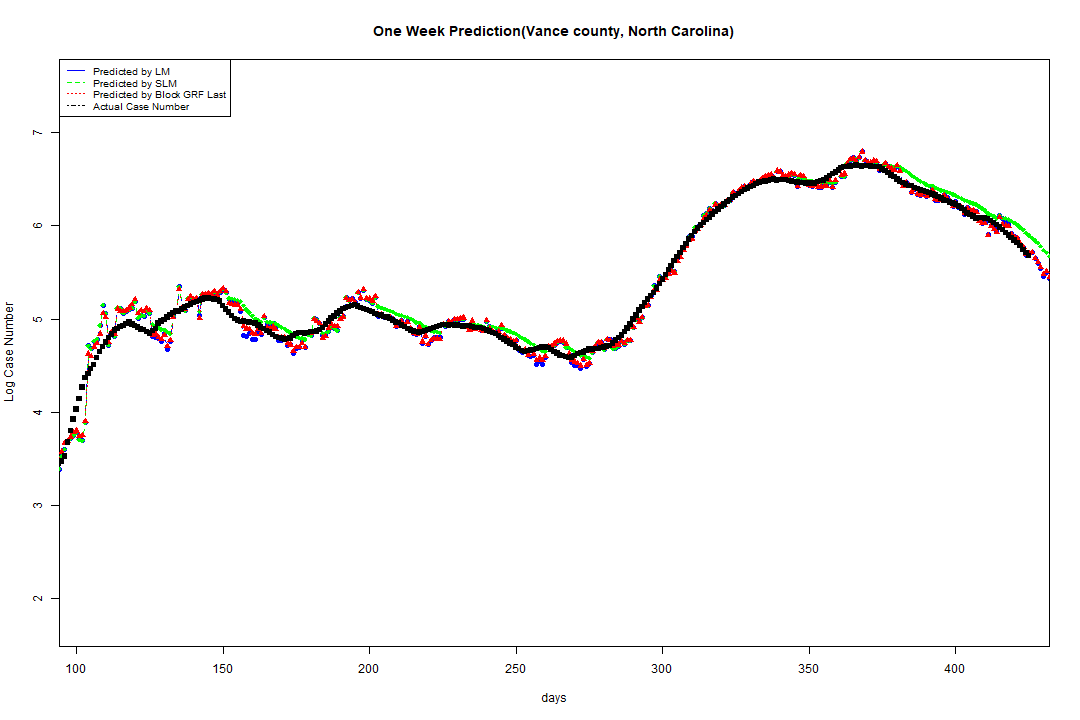 One Week Prediction(Vance county, North Carolina)
Predicted by LM
Predicted by SLM
Predicted by Block GRF Last
Actual Case Number
Log Case Number
7
6
5
4
3
2
100 150 200 250 300 350 400
days